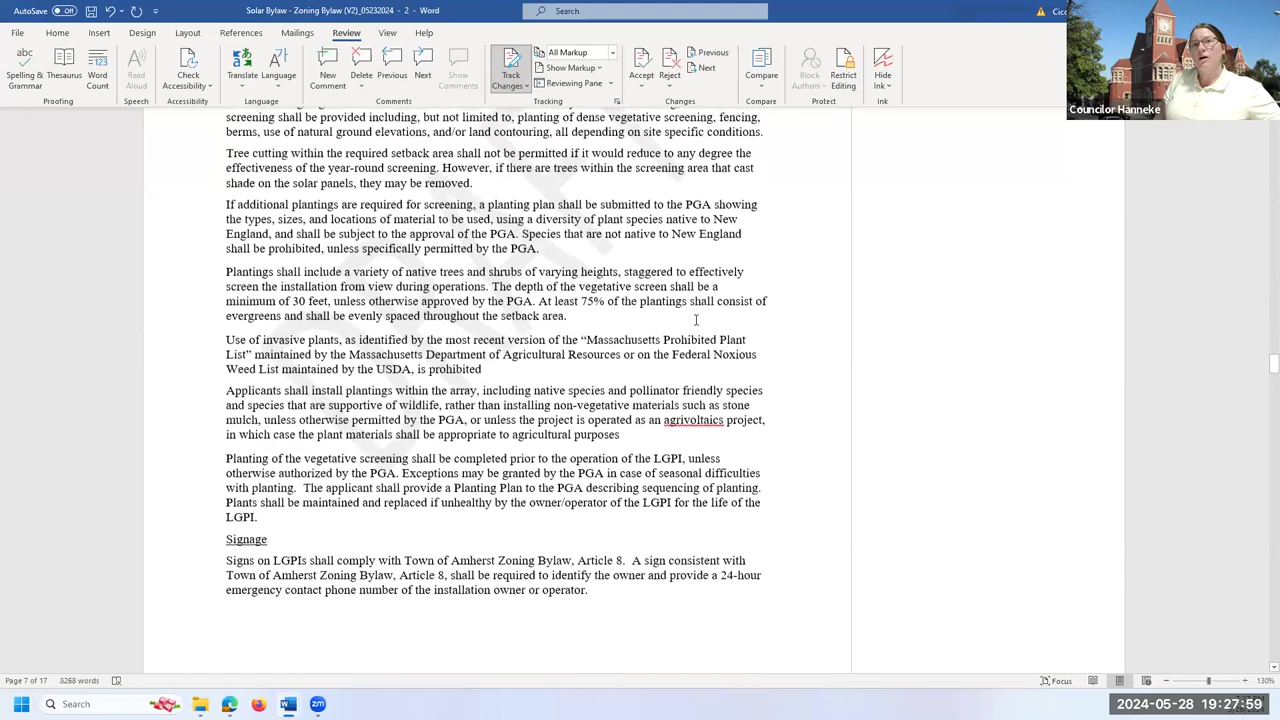 AutoSave Off
Solar Bylaw - Zoning Bylaw (V2)_05232024 - 2 - Word
Search
File Home Insert Design Layout References Mailings Review View Help
Spelling & Grammar
Thesaurus
Word Count
Proofing
Read Aloud
Speech
Check Accessibility
Accessibility
Translate
Language
Language
New Comment
Delete
Previous
Next
Show Comments
Comments
Track Changes
All Markup
Show Markup
Reviewing Pane
Tracking
Accept
Reject
Previous
Next
Changes
Compare
Compare
Block Authors
Restrict Editing
Protect
Hide Ink
Ink
Councilor Hanneke
DRAFT
screening shall be provided including, but not limited to, planting of dense vegetative screening, fencing,
berms, use of natural ground elevations, and/or land contouring, all depending on site specific conditions.
Tree cutting within the required setback area shall not be permitted if it would reduce to any degree the
effectiveness of the year-round screening. However, if there are trees within the screening area that cast
shade on the solar panels, they may be removed.
If additional plantings are required for screening, a planting plan shall be submitted to the PGA showing
the types, sizes, and locations of material to be used, using a diversity of plant species native to New
England, and shall be subject to the approval of the PGA. Species that are not native to New England
shall be prohibited, unless specifically permitted by the PGA.
Plantings shall include a variety of native trees and shrubs of varying heights, staggered to effectively
screen the installation from view during operations. The depth of the vegetative screen shall be a
minimum of 30 feet, unless otherwise approved by the PGA. At least 75% of the plantings shall consist of
evergreens and shall be evenly spaced throughout the setback area.
Use of invasive plants, as identified by the most recent version of the “Massachusetts Prohibited Plant
List” maintained by the Massachusetts Department of Agricultural Resources or on the Federal Noxious
Weed List maintained by the USDA, is prohibited
Applicants shall install plantings within the array, including native species and pollinator friendly species
and species that are supportive of wildlife, rather than installing non-vegetative materials such as stone
mulch, unless otherwise permitted by the PGA, or unless the project is operated as an agrivoltaics project,
in which case the plant materials shall be appropriate to agricultural purposes
Planting of the vegetative screening shall be completed prior to the operation of the LGPI, unless
otherwise authorized by the PGA. Exceptions may be granted by the PGA in case of seasonal difficulties
with planting.  The applicant shall provide a Planting Plan to the PGA describing sequencing of planting.
Plants shall be maintained and replaced if unhealthy by the owner/operator of the LGPI for the life of the
LGPI.
Signage
Signs on LGPIs shall comply with Town of Amherst Zoning Bylaw, Article 8.  A sign consistent with
Town of Amherst Zoning Bylaw, Article 8, shall be required to identify the owner and provide a 24-hour
emergency contact phone number of the installation owner or operator.
Page 7 of 17 8268 words
Focus
130%
Search
2024-05-28 19:27:59